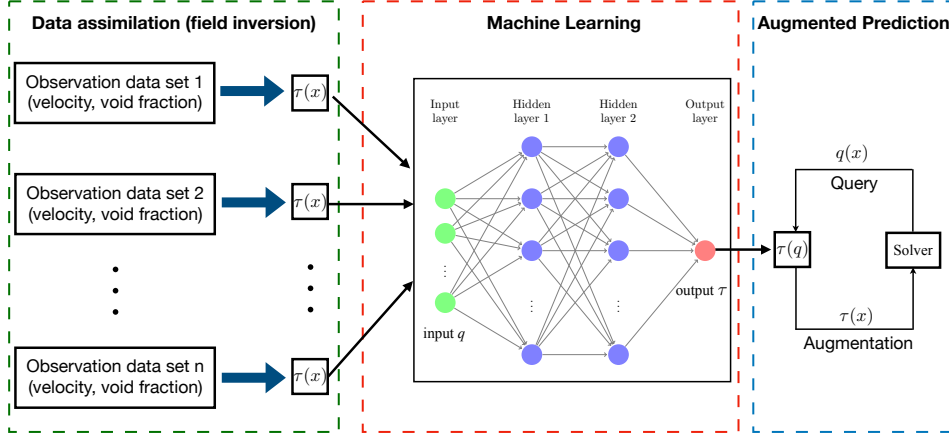 Data assimilation (field inversion)
Observation data set 1
(velocity, void fraction)
τ(x)
Observation data set 2
(velocity, void fraction)
τ(x)
Observation data set n
(velocity, void fraction)
τ(x)
Machine Learning
Input
layer
Hidden
layer 1
Hidden
layer 2
Output
layer
input q
output τ
Augmented Prediction
q(x)
Query
τ(q)
Solver
τ(x)
Augmentation